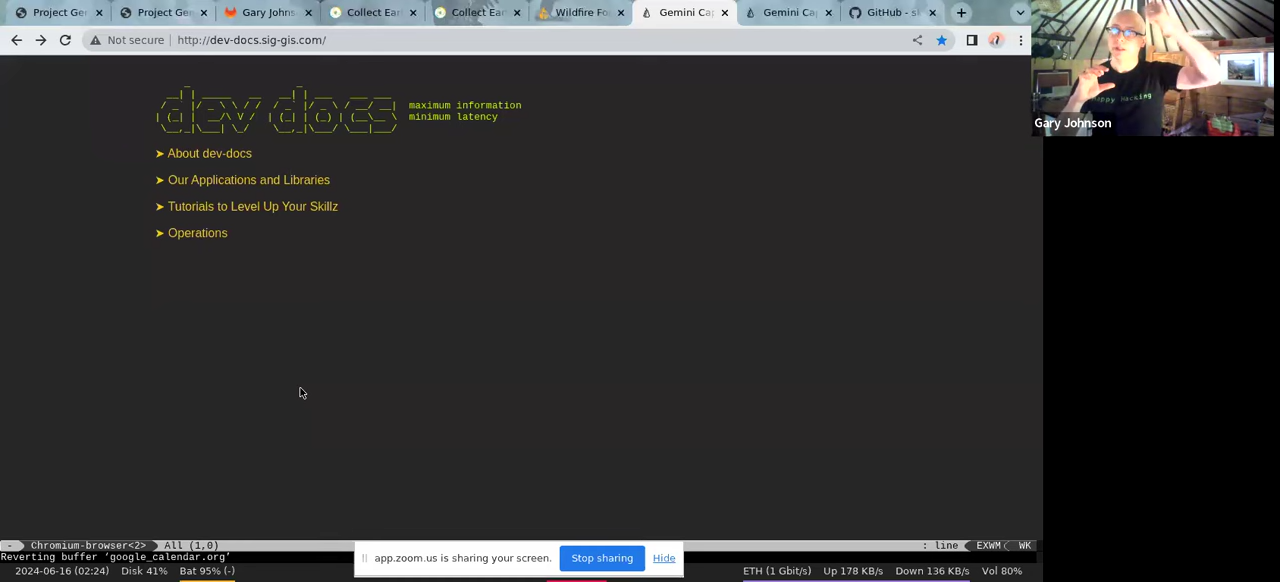 Project Ge
Project Ge
Gary Johns
Collect Ear
Collect Ear
Wildfire Fo
Gemini Ca
Gemini Ca
GitHub - s
Not secure
http://dev-docs.sig-gis.com/
maximum information
minimum latency
➤ About dev-docs
➤ Our Applications and Libraries
➤ Tutorials to Level Up Your Skillz
➤ Operations
Happy Hacking
Gary Johnson
- Chromium-browser<2> All (1,0) : line EXWM WK
Reverting buffer ‘google_calendar.org’
app.zoom.us is sharing your screen. Stop sharing Hide
2024-06-16 (02:24) Disk 41% Bat 95% (-) ETH (1 Gbit/s) Up 178 KB/s Down 136 KB/s Vol 80%